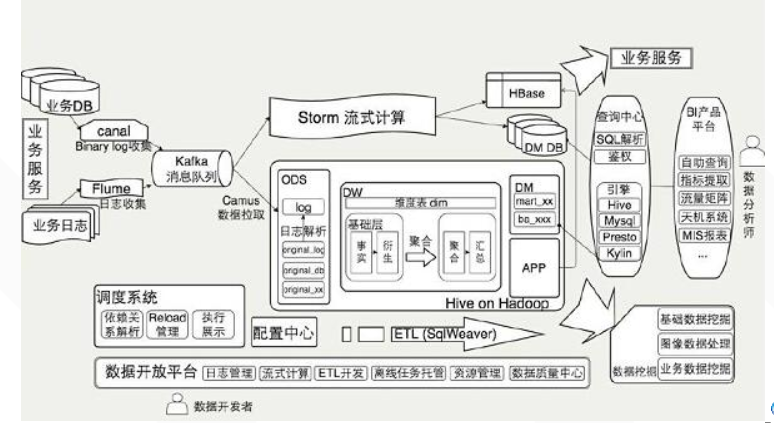 业务DB
业务服务
canal
Binary log收集
Flume
日志收集
业务日志
Kafka
消息队列
Camus
数据拉取
Storm 流式计算
HBase
DM DB
业务服务
ODS
log
日志解析
original_log
original_db
original_xx
DW
维度表 dim
基础层
事实
衍生
聚合
聚合
汇总
DM
mart_xx
ba_xxx
APP
Hive on Hadoop
查询中心
SQL解析
鉴权
引擎
Hive
Mysql
Presto
Kylin
BI产品
平台
自助查询
指标提取
流量矩阵
天机系统
MIS报表
...
数据分析师
调度系统
依赖关
系解析
Reload
管理
执行
展示
配置中心
ETL (SqlWeaver)
基础数据挖掘
图像数据处理
数据挖掘
业务数据挖掘
数据开放平台
日志管理
流式计算
ETL开发
离线任务托管
资源管理
数据质量中心
数据开发者